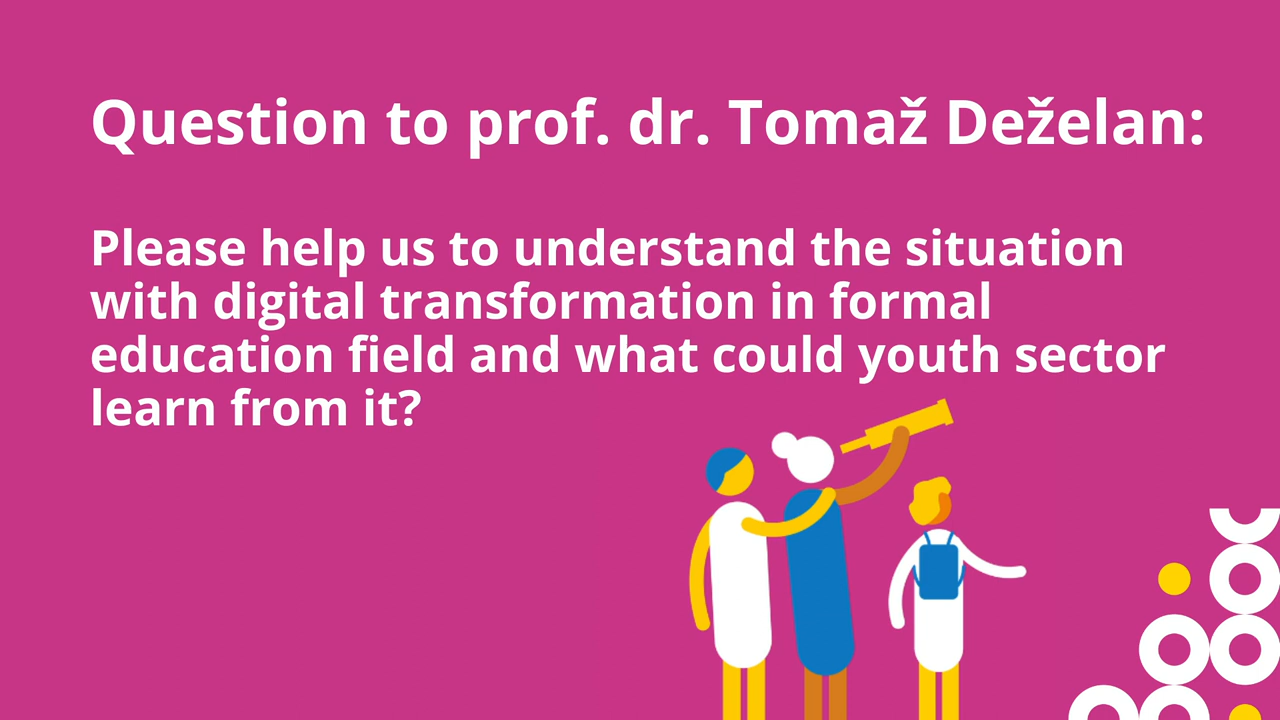 Question to prof. dr. Tomaž Deželan:
Please help us to understand the situation
with digital transformation in formal
education field and what could youth sector
learn from it?